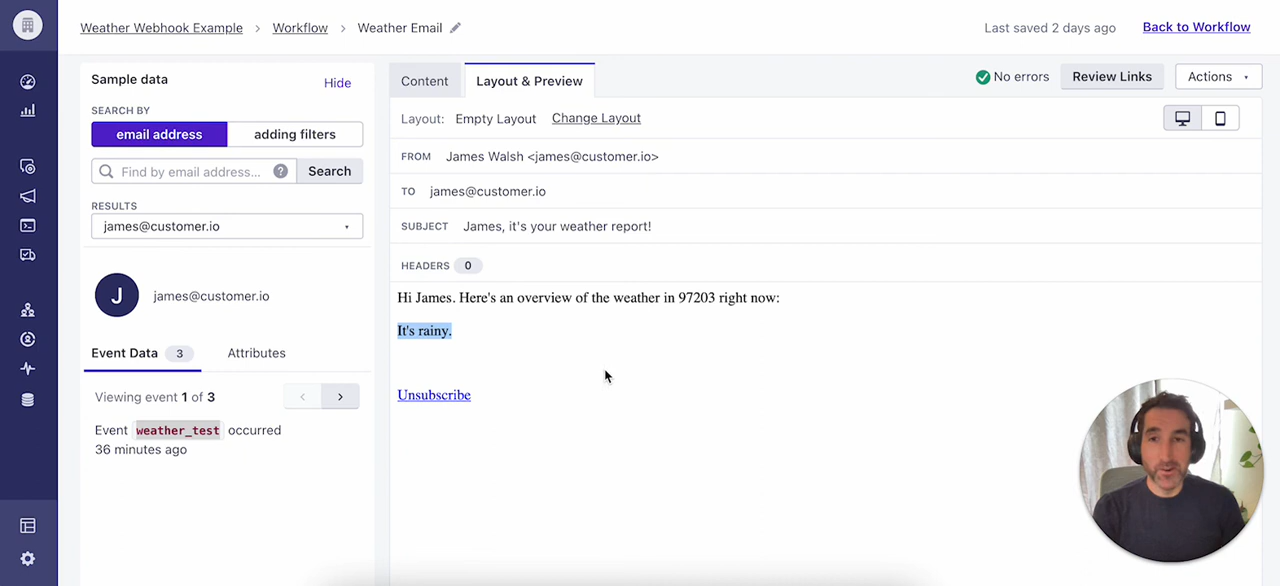 Weather Webhook Example > Workflow > Weather Email
Last saved 2 days ago
Back to Workflow
Sample data
Hide
SEARCH BY
email address
adding filters
Find by email address...
?
Search
RESULTS
james@customer.io
J
james@customer.io
Event Data 3
Attributes
Viewing event 1 of 3
Event weather_test occurred
36 minutes ago
Content
Layout & Preview
No errors
Review Links
Actions
Layout: Empty Layout Change Layout
FROM James Walsh <james@customer.io>
TO james@customer.io
SUBJECT James, it's your weather report!
HEADERS 0
Hi James. Here's an overview of the weather in 97203 right now:
It's rainy.
Unsubscribe